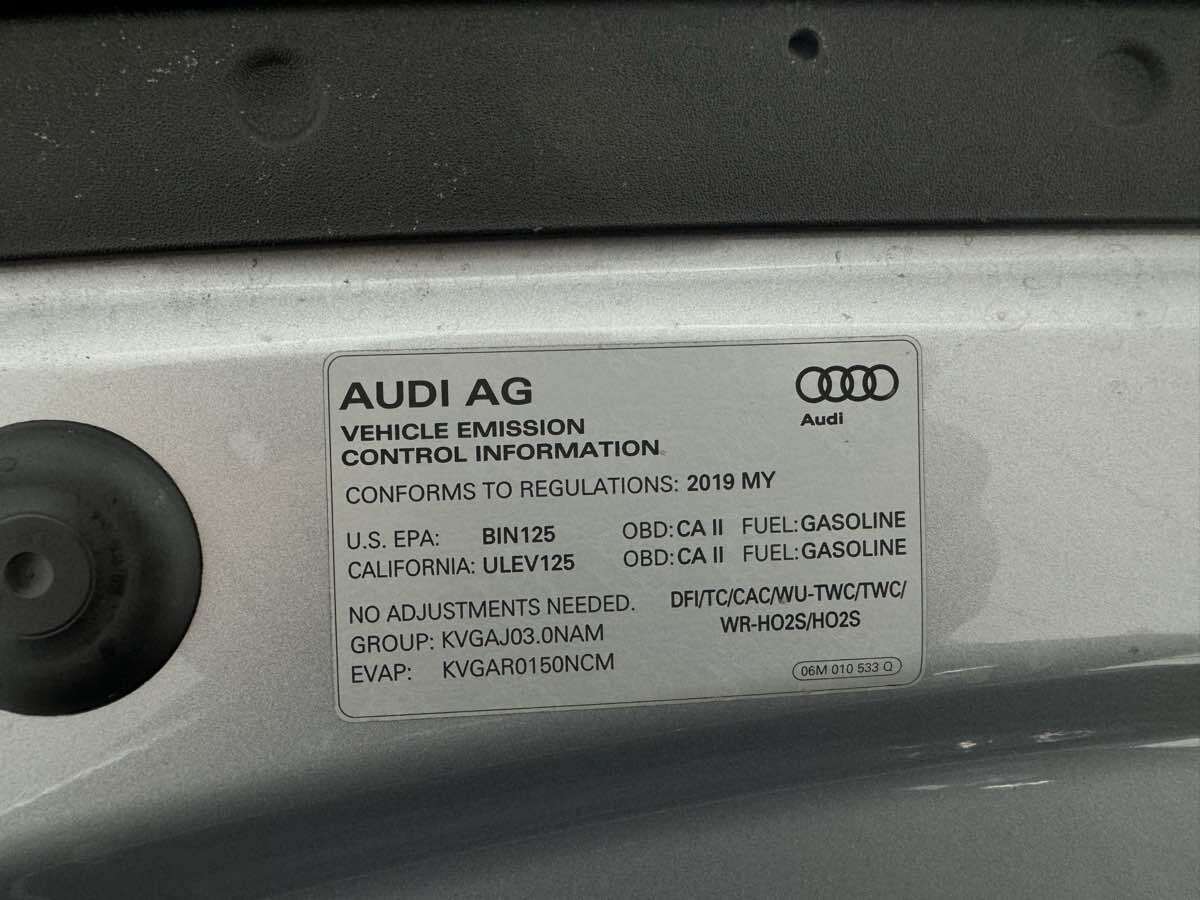 AUDI AG
Audi
VEHICLE EMISSION
CONTROL INFORMATION
CONFORMS TO REGULATIONS: 2019 MY
U.S. EPA: BIN125 OBD: CA II FUEL: GASOLINE
CALIFORNIA: ULEV125 OBD: CA II FUEL: GASOLINE
NO ADJUSTMENTS NEEDED.
GROUP: KVGAJ03.0NAM
EVAP: KVGAR0150NCM
DFI/TC/CAC/WU-TWC/TWC/
WR-HO2S/HO2S
06M 010 533 Q